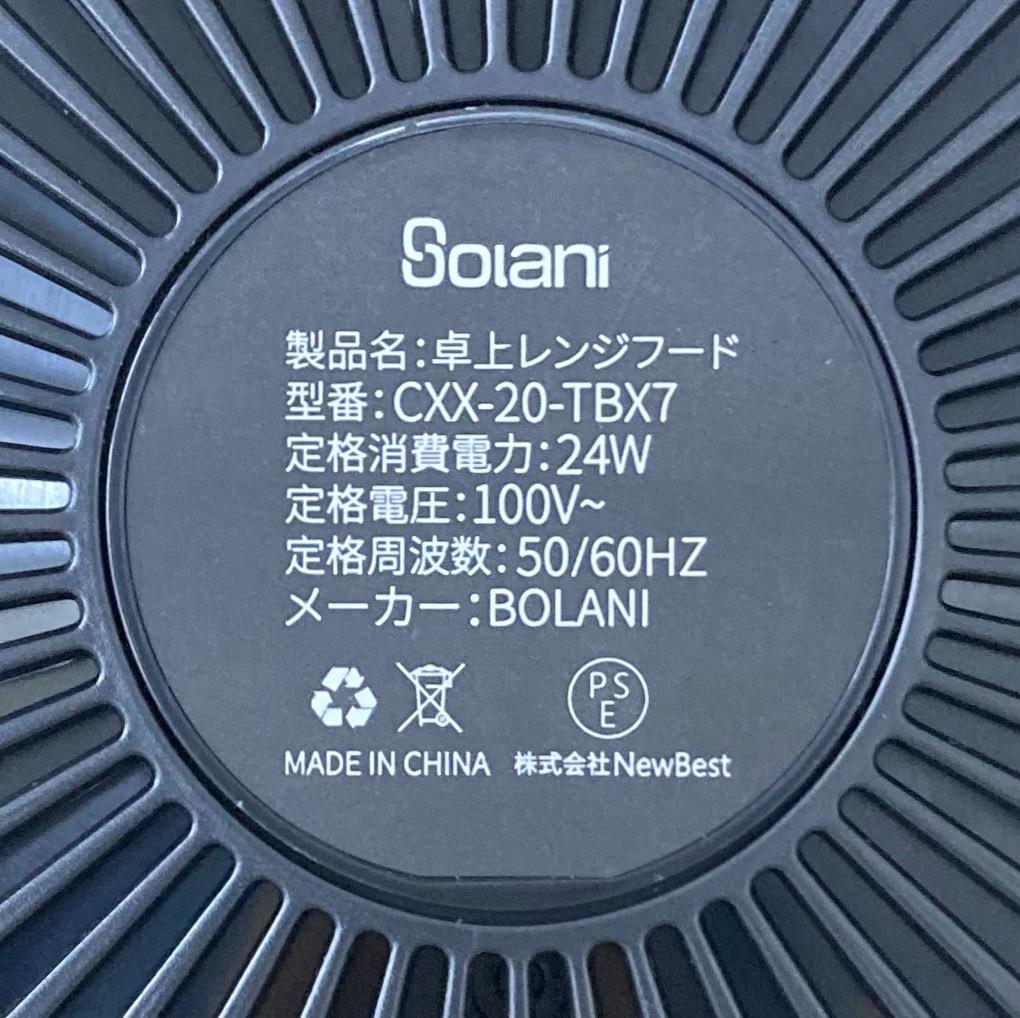 Solani
製品名:卓上レンジフード
型番:CXX-20-TBX7
定格消費電力:24W
定格電圧:100V~
定格周波数:50/60HZ
メーカー:BOLANI
PS
E
MADE IN CHINA 株式会社NewBest